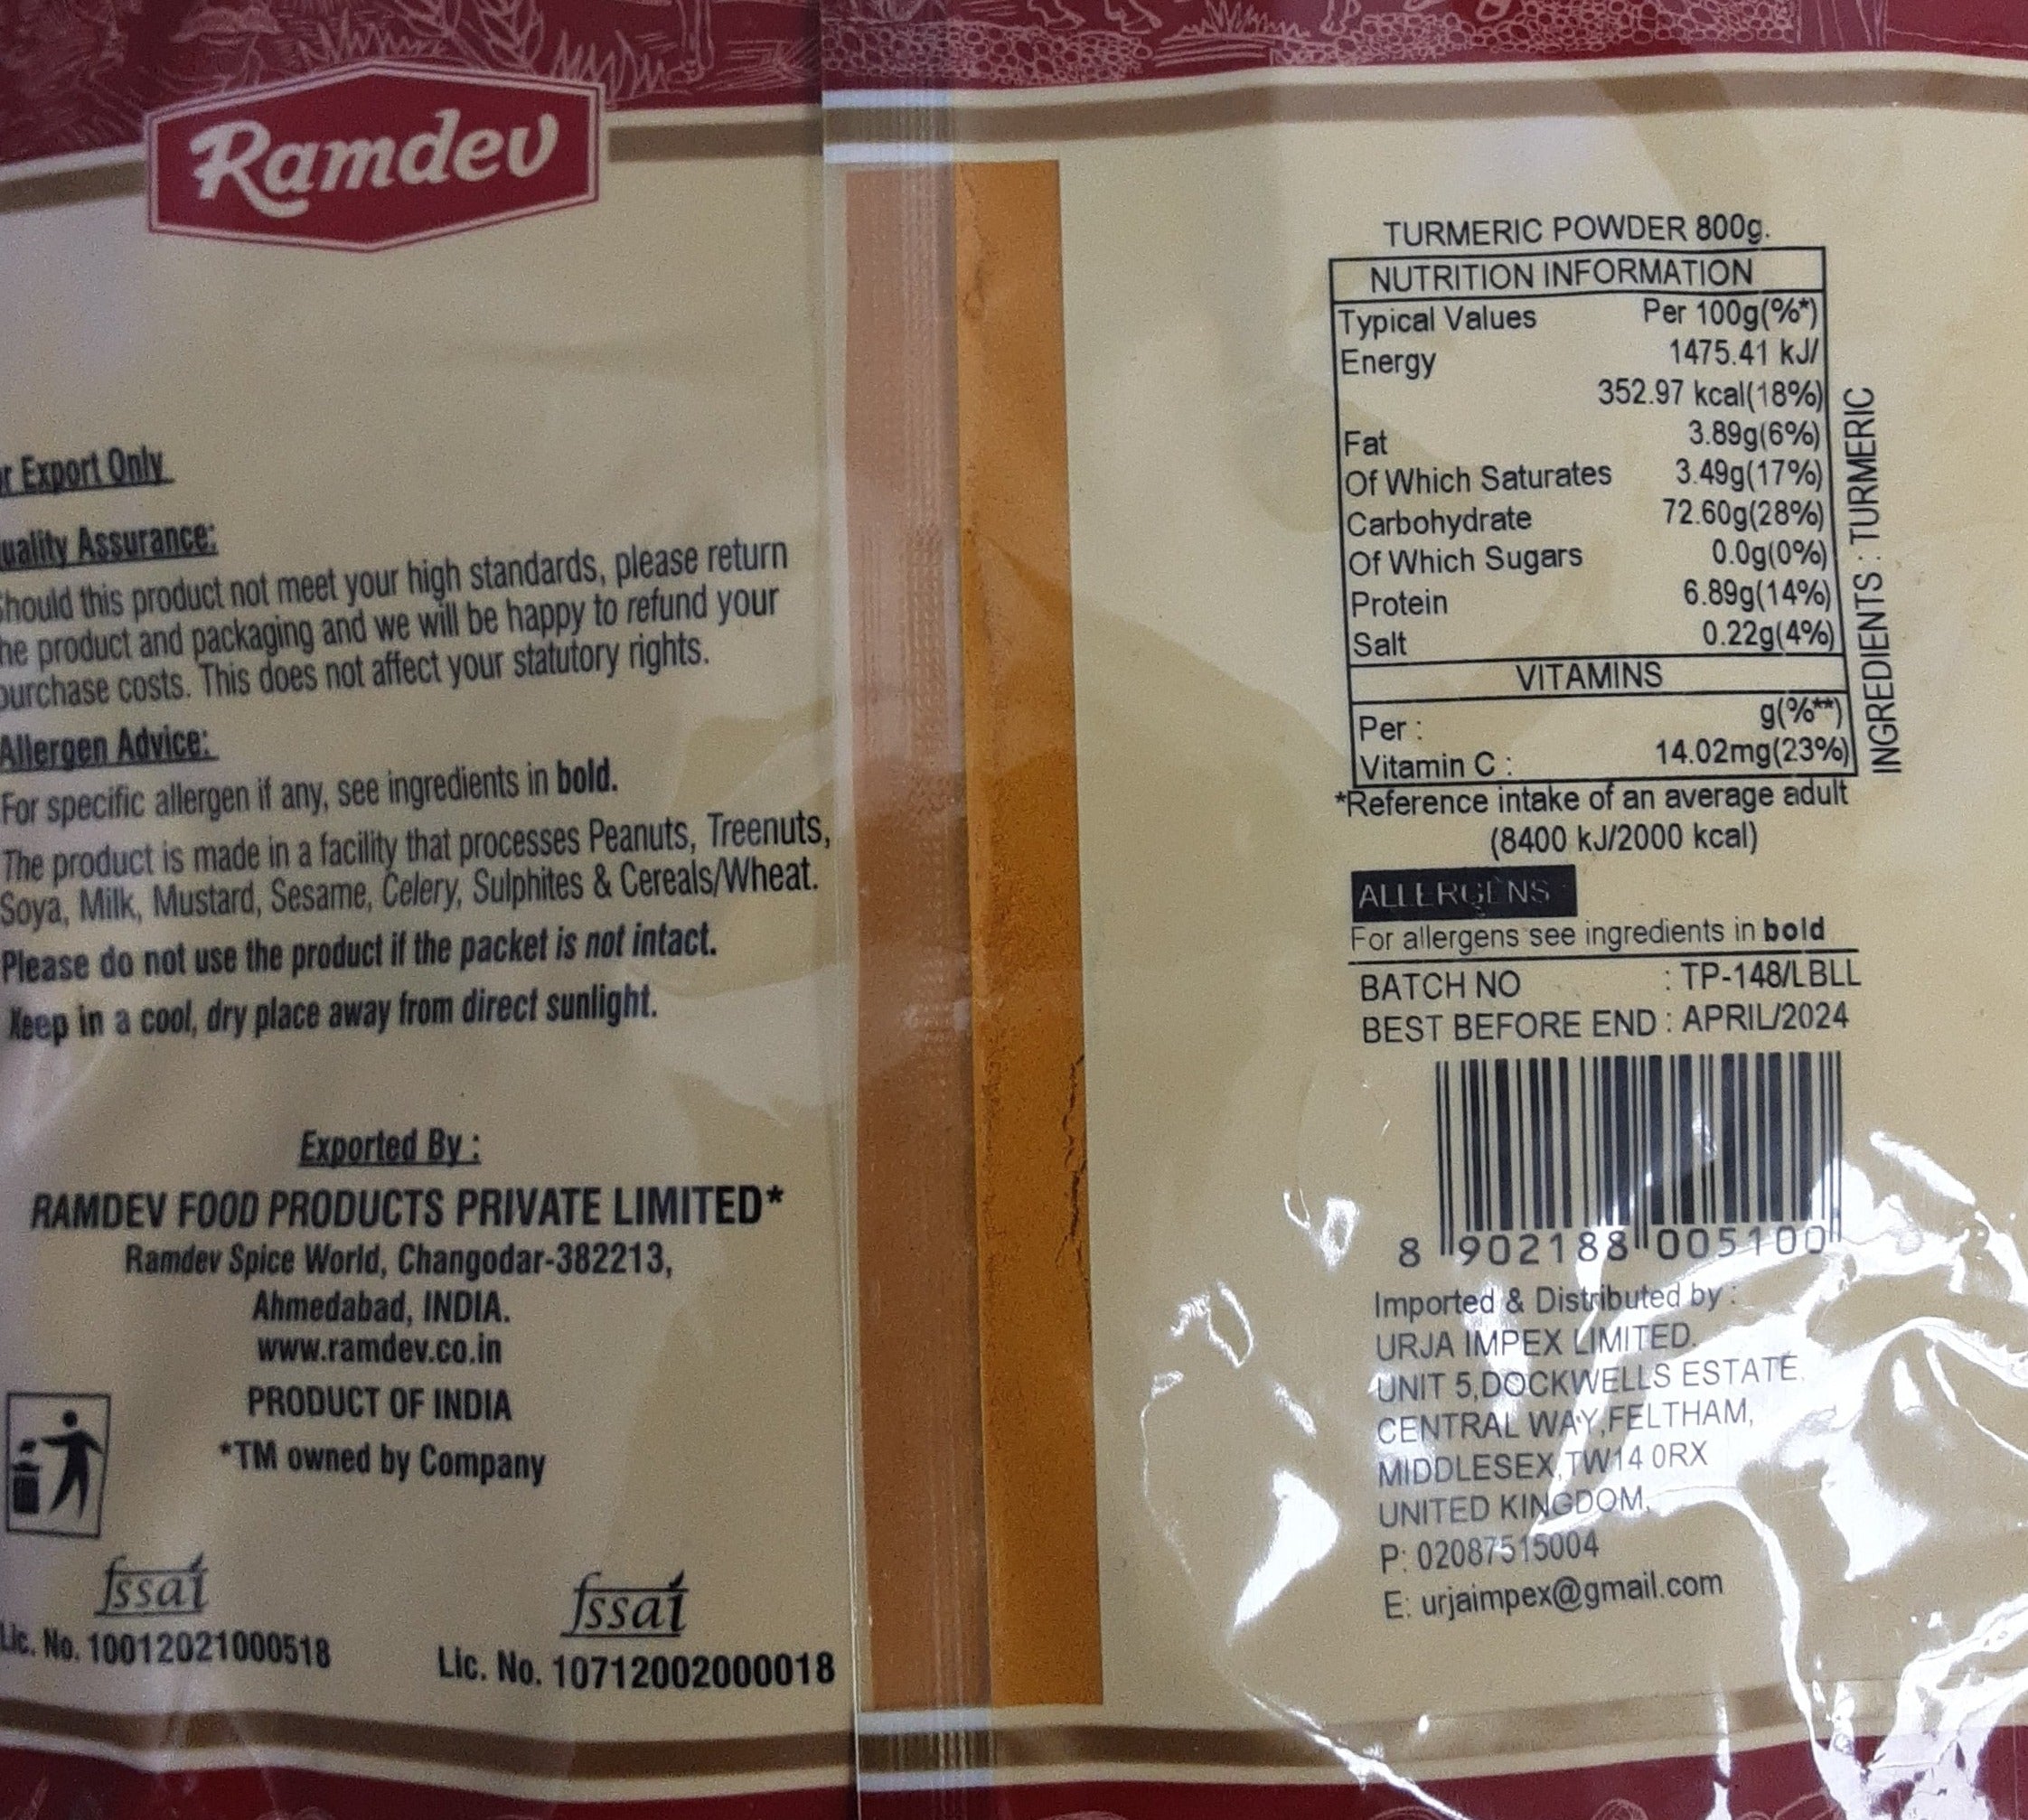 Ramdev
r Export Only
uality Assurance:
Should this product not meet your high standards, please return
he product and packaging and we will be happy to refund your
purchase costs. This does not affect your statutory rights.
Allergen Advice:
For specific allergen if any, see ingredients in bold.
The product is made in a facility that processes Peanuts, Treenuts,
Soya, Milk, Mustard, Sesame, Celery, Sulphites & Cereals/Wheat.
Please do not use the product if the packet is not intact.
Keep in a cool, dry place away from direct sunlight.
Exported By :
RAMDEV FOOD PRODUCTS PRIVATE LIMITED*
Ramdev Spice World, Changodar-382213,
Ahmedabad, INDIA.
www.ramdev.co.in
PRODUCT OF INDIA
*TM owned by Company
fssai
Lic. No. 10012021000518
fssai
Lic. No. 10712002000018
TURMERIC POWDER 800g.
NUTRITION INFORMATION
Typical Values Per 100g(%*)
Energy 1475.41 kJ/
352.97 kcal(18%)
Fat 3.89g(6%)
Of Which Saturates 3.49g(17%)
Carbohydrate 72.60g(28%)
Of Which Sugars 0.0g(0%)
Protein 6.89g(14%)
Salt 0.22g(4%)
VITAMINS
Per : g(%**)
Vitamin C : 14.02mg(23%)
INGREDIENTS : TURMERIC
*Reference intake of an average adult
(8400 kJ/2000 kcal)
ALLERGENS
For allergens see ingredients in bold
BATCH NO : TP-148/LBLL
BEST BEFORE END : APRIL/2024
8 902188 005100
Imported & Distributed by :
URJA IMPEX LIMITED.
UNIT 5,DOCKWELLS ESTATE.
CENTRAL WAY,FELTHAM,
MIDDLESEX,TW14 0RX
UNITED KINGDOM.
P: 02087515004
E: urjaimpex@gmail.com